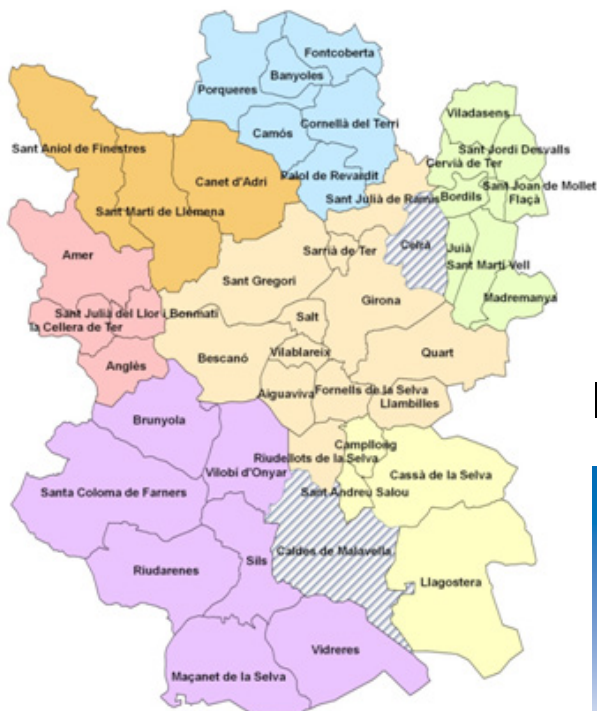 Fontcoberta
Banyoles
Porqueres
Cornellà del Terri
Camós
Viladasens
Sant Aniol de Finestres
Sant Jordi Desvalls
Cervià de Ter
Palol de Revardit
Canet d'Adri
Sant Joan de Mollet
Bordils
Flaçà
Sant Julià de Ramis
Sant Martí de Llémena
Celrà
Juià
Sarrià de Ter
Amer
Sant Martí Vell
Sant Gregori
Girona
Madremanya
Sant Julià del Llor i Bonmatí
la Cellera de Ter
Salt
Vilablareix
Quart
Bescanó
Anglès
Aiguaviva
Fornells de la Selva
Llambilles
Brunyola
Campllong
Riudellots de la Selva
Vilobí d'Onyar
Cassà de la Selva
Santa Coloma de Farners
Sant Andreu Salou
Caldes de Malavella
Sils
Riudarenes
Llagostera
Vidreres
Maçanet de la Selva